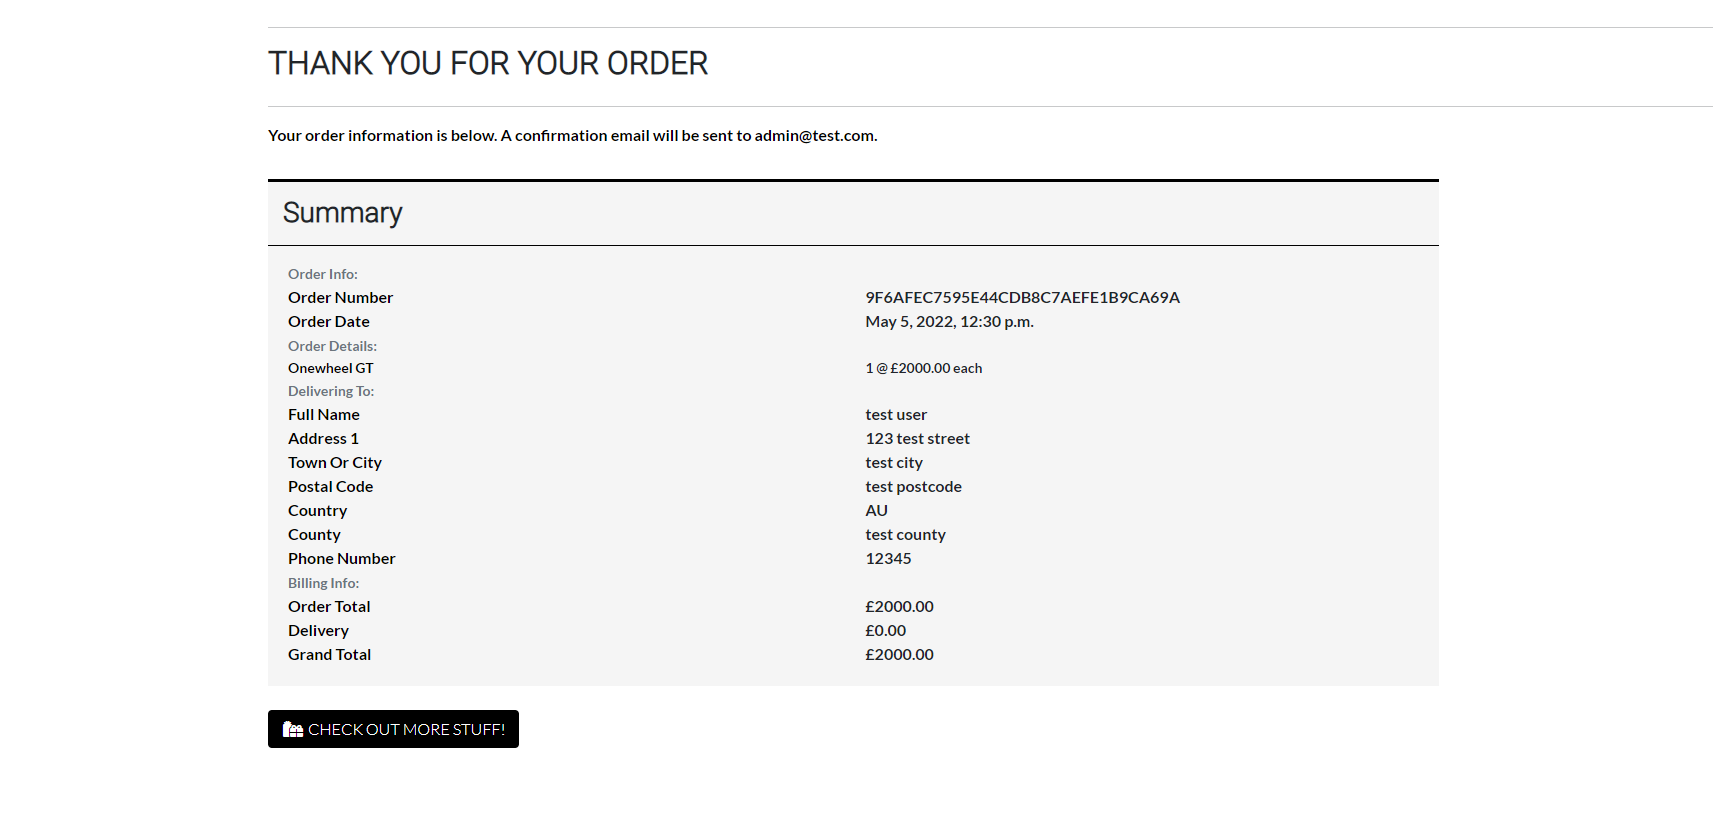 THANK YOU FOR YOUR ORDER
Your order information is below. A confirmation email will be sent to admin@test.com.
Summary
Order Info:
Order Number 9F6AFEC7595E44CDB8C7AEFE1B9CA69A
Order Date May 5, 2022, 12:30 p.m.
Order Details:
Onewheel GT 1 @ £2000.00 each
Delivering To:
Full Name test user
Address 1 123 test street
Town Or City test city
Postal Code test postcode
Country AU
County test county
Phone Number 12345
Billing Info:
Order Total £2000.00
Delivery £0.00
Grand Total £2000.00
CHECK OUT MORE STUFF!